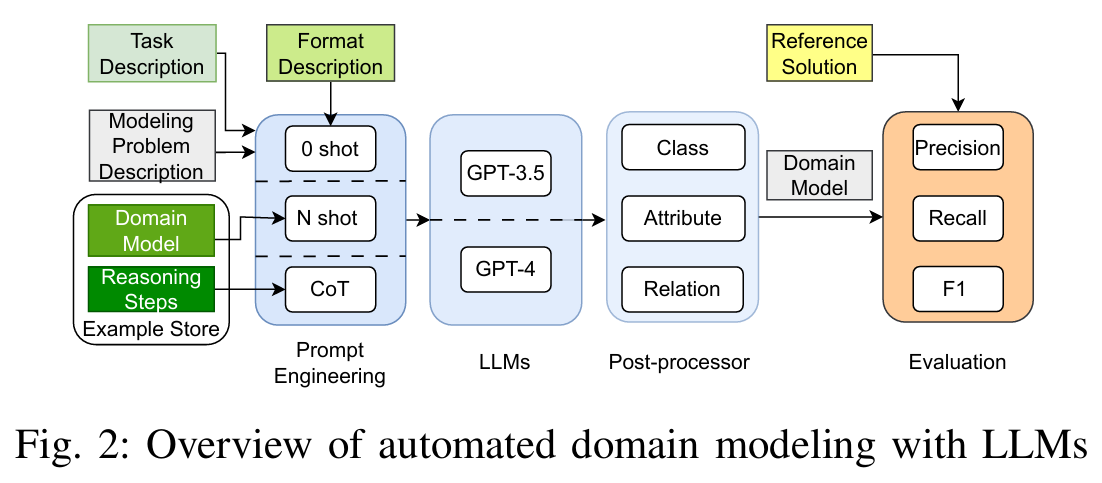 Task
Description
Format
Description
Reference
Solution
Modeling
Problem
Description
Domain
Model
Reasoning
Steps
Example Store
0 shot
N shot
CoT
Prompt
Engineering
GPT-3.5
GPT-4
LLMs
Class
Attribute
Relation
Post-processor
Domain
Model
Precision
Recall
F1
Evaluation
Fig. 2: Overview of automated domain modeling with LLMs